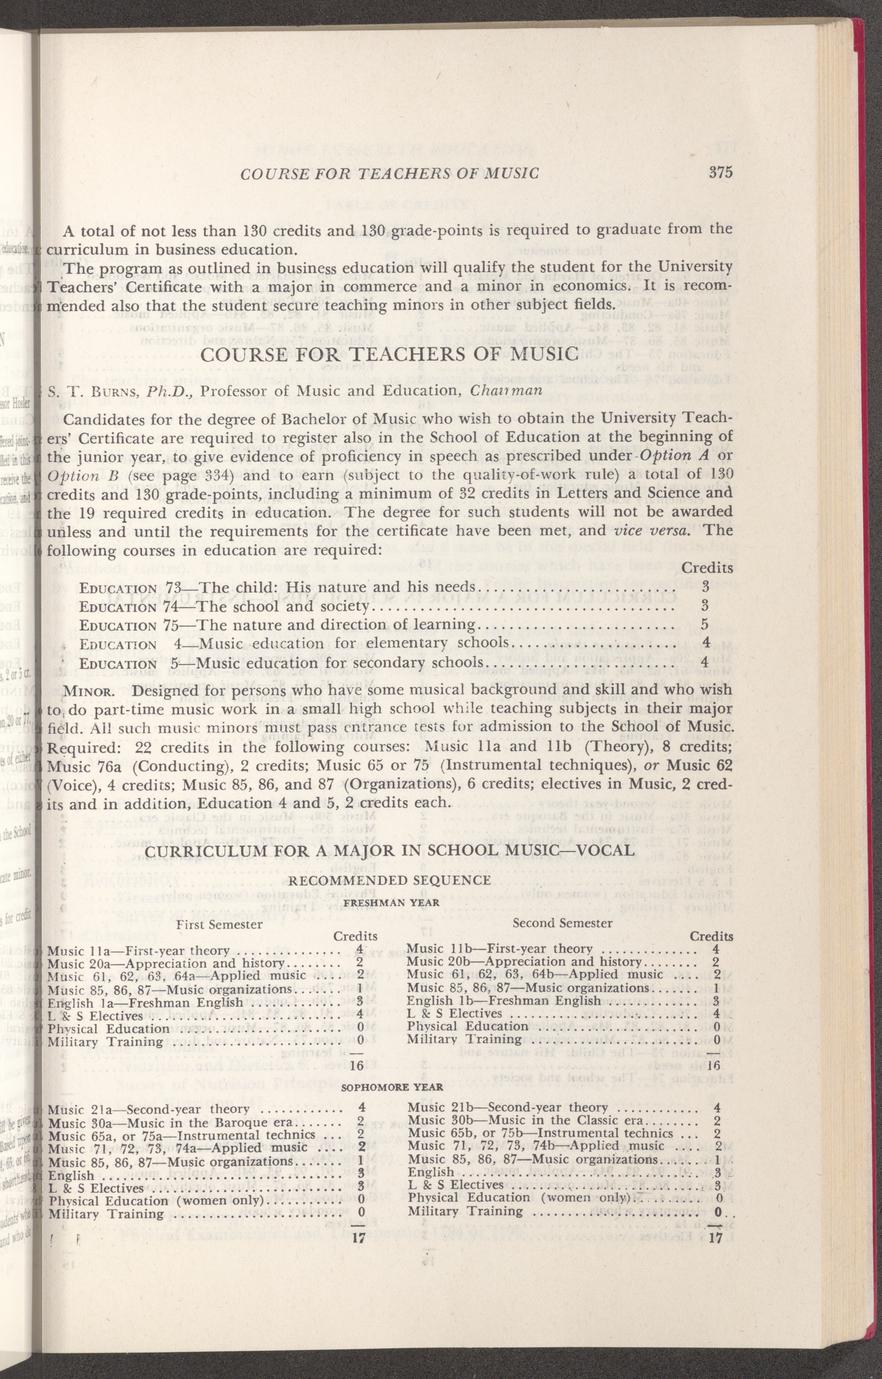 COURSE FOR TEACHERS OF MUSIC 375
A total of not less than 130 credits and 130 grade-points is required to graduate from the
curriculum in business education.
The program as outlined in business education will qualify the student for the University
Teachers' Certificate with a major in commerce and a minor in economics. It is recom-
mended also that the student secure teaching minors in other subject fields.
COURSE FOR TEACHERS OF MUSIC
S. T. BURNS, Ph.D., Professor of Music and Education, Chairman
Candidates for the degree of Bachelor of Music who wish to obtain the University Teach-
ers' Certificate are required to register also in the School of Education at the beginning of
the junior year, to give evidence of proficiency in speech as prescribed under Option A or
Option B (see page 334) and to earn (subject to the quality-of-work rule) a total of 130
credits and 130 grade-points, including a minimum of 32 credits in Letters and Science and
the 19 required credits in education. The degree for such students will not be awarded
unless and until the requirements for the certificate have been met, and vice versa. The
following courses in education are required:
Credits
EDUCATION 73—The child: His nature and his needs........................ 3
EDUCATION 74—The school and society..................................... 3
EDUCATION 75—The nature and direction of learning........................ 5
EDUCATION 4—Music education for elementary schools.................... 4
EDUCATION 5—Music education for secondary schools....................... 4
MINOR. Designed for persons who have some musical background and skill and who wish
to do part-time music work in a small high school while teaching subjects in their major
field. All such music minors must pass entrance tests for admission to the School of Music.
Required: 22 credits in the following courses: Music 11a and 11b (Theory), 8 credits;
Music 76a (Conducting), 2 credits; Music 65 or 75 (Instrumental techniques), or Music 62
(Voice), 4 credits; Music 85, 86, and 87 (Organizations), 6 credits; electives in Music, 2 cred-
its and in addition, Education 4 and 5, 2 credits each.
CURRICULUM FOR A MAJOR IN SCHOOL MUSIC—VOCAL
RECOMMENDED SEQUENCE
FRESHMAN YEAR
First Semester
Credits
Music 11a—First-year theory ............... 4
Music 20a—Appreciation and history........ 2
Music 61, 62, 63, 64a—Applied music .... 2
Music 85, 86, 87—Music organizations....... 1
English 1a—Freshman English ............. 3
L & S Electives ........................... 4
Physical Education ....................... 0
Military Training ........................ 0
16
Second Semester
Credits
Music 11b—First-year theory .............. 4
Music 20b—Appreciation and history........ 2
Music 61, 62, 63, 64b—Applied music .... 2
Music 85, 86, 87—Music organizations....... 1
English 1b—Freshman English ............. 3
L & S Electives ........................... 4
Physical Education ....................... 0
Military Training ........................ 0
16
SOPHOMORE YEAR
Music 21a—Second-year theory ............ 4
Music 30a—Music in the Baroque era....... 2
Music 65a, or 75a—Instrumental technics ... 2
Music 71, 72, 73, 74a—Applied music .... 2
Music 85, 86, 87—Music organizations....... 1
English .................................. 3
L & S Electives ........................... 3
Physical Education (women only)........... 0
Military Training ........................ 0
17
Music 21b—Second-year theory ............ 4
Music 30b—Music in the Classic era........ 2
Music 65b, or 75b—Instrumental technics ... 2
Music 71, 72, 73, 74b—Applied music .... 2
Music 85, 86, 87—Music organizations....... 1
English .................................. 3
L & S Electives ........................... 3
Physical Education (women only)........... 0
Military Training ........................ 0
17